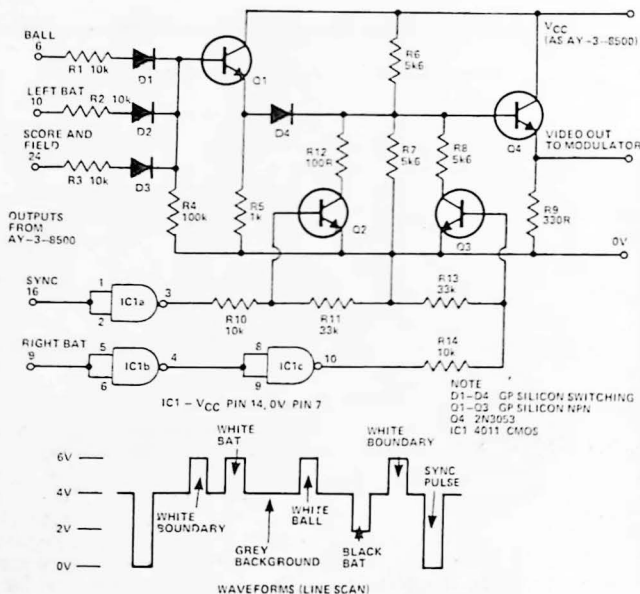 BALL
6
R1 10k
D1
LEFT BAT
10
R2 10k
D2
SCORE AND
FIELD
24
R3 10k
D3
Q1
R4
100k
D4
R5
1k
R6
5k6
VCC
(AS AY-3-8500)
Q4
VIDEO OUT
TO MODULATOR
R12
100R
R7
5k6
R8
5k6
Q2
Q3
R9
330R
0V
OUTPUTS
FROM
AY-3-8500
SYNC
16
1
2
IC1a
3
R10
10k
R11
33k
R13
33k
RIGHT BAT
9
5
6
IC1b
4
8
9
IC1c
10
R14
10k
IC1 - VCC PIN 14, 0V PIN 7
NOTE
D1-D4 GP SILICON SWITCHING
Q1-Q3 GP SILICON NPN
Q4 2N3053
IC1 4011 CMOS
6V
4V
2V
0V
WHITE
BOUNDARY
WHITE
BAT
GREY
BACKGROUND
WHITE
BALL
BLACK
BAT
WHITE
BOUNDARY
SYNC
PULSE
WAVEFORMS (LINE SCAN)